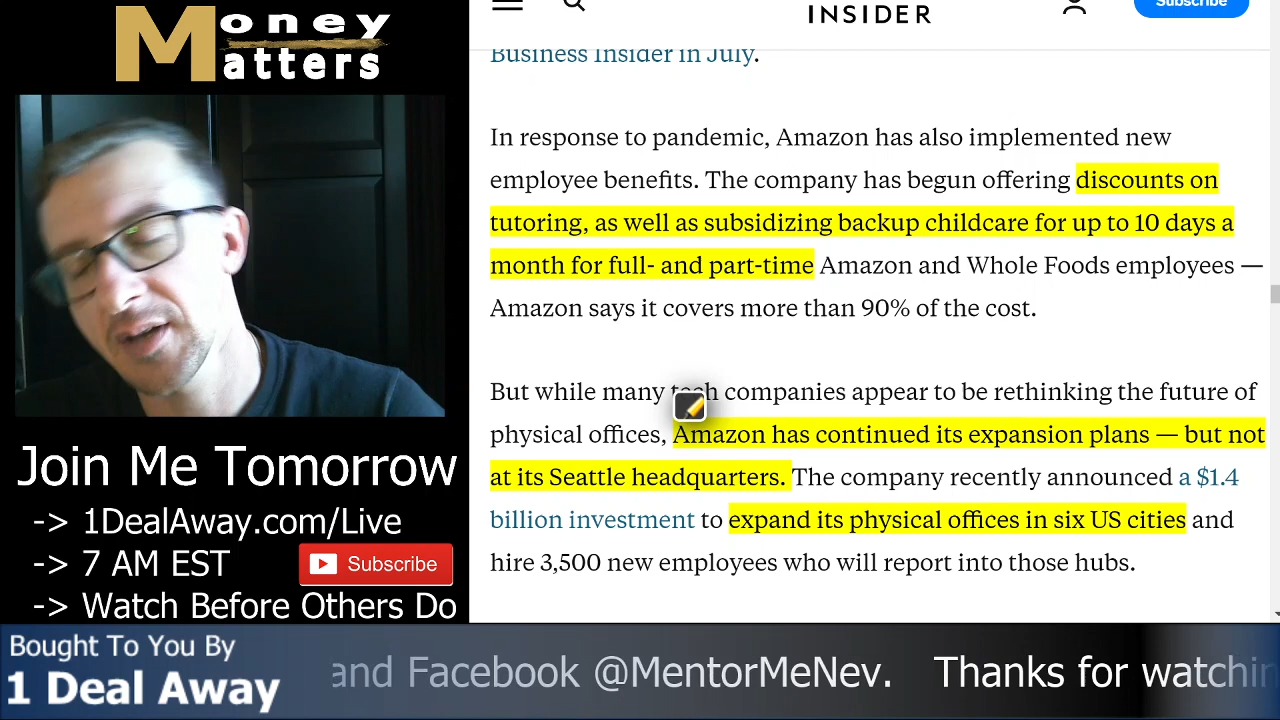 Money
Matters
Join Me Tomorrow
-> 1DealAway.com/Live
-> 7 AM EST
Subscribe
-> Watch Before Others Do
INSIDER
Subscribe
Business Insider in July.
In response to pandemic, Amazon has also implemented new
employee benefits. The company has begun offering discounts on
tutoring, as well as subsidizing backup childcare for up to 10 days a
month for full- and part-time Amazon and Whole Foods employees —
Amazon says it covers more than 90% of the cost.
But while many tech companies appear to be rethinking the future of
physical offices, Amazon has continued its expansion plans — but not
at its Seattle headquarters. The company recently announced a $1.4
billion investment to expand its physical offices in six US cities and
hire 3,500 new employees who will report into those hubs.
Bought To You By
1 Deal Away
and Facebook @MentorMeNev. Thanks for watchin